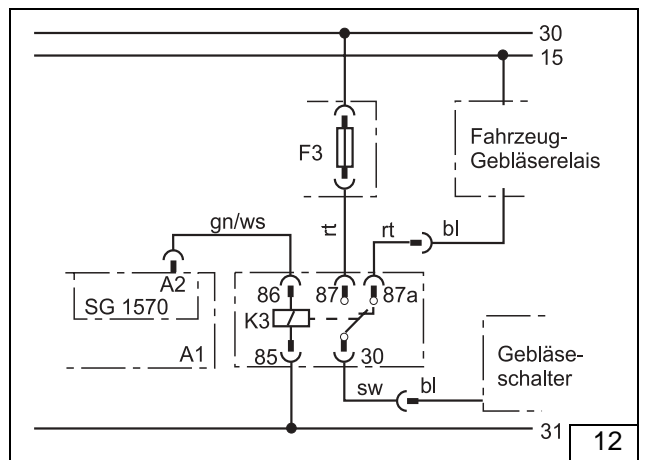 30
15
Fahrzeug-
Gebläserelais
F3
gn/ws
rt
rt
bl
A2
SG 1570
A1
86
87
87a
K3
85
30
Gebläse-
schalter
sw
bl
31
12